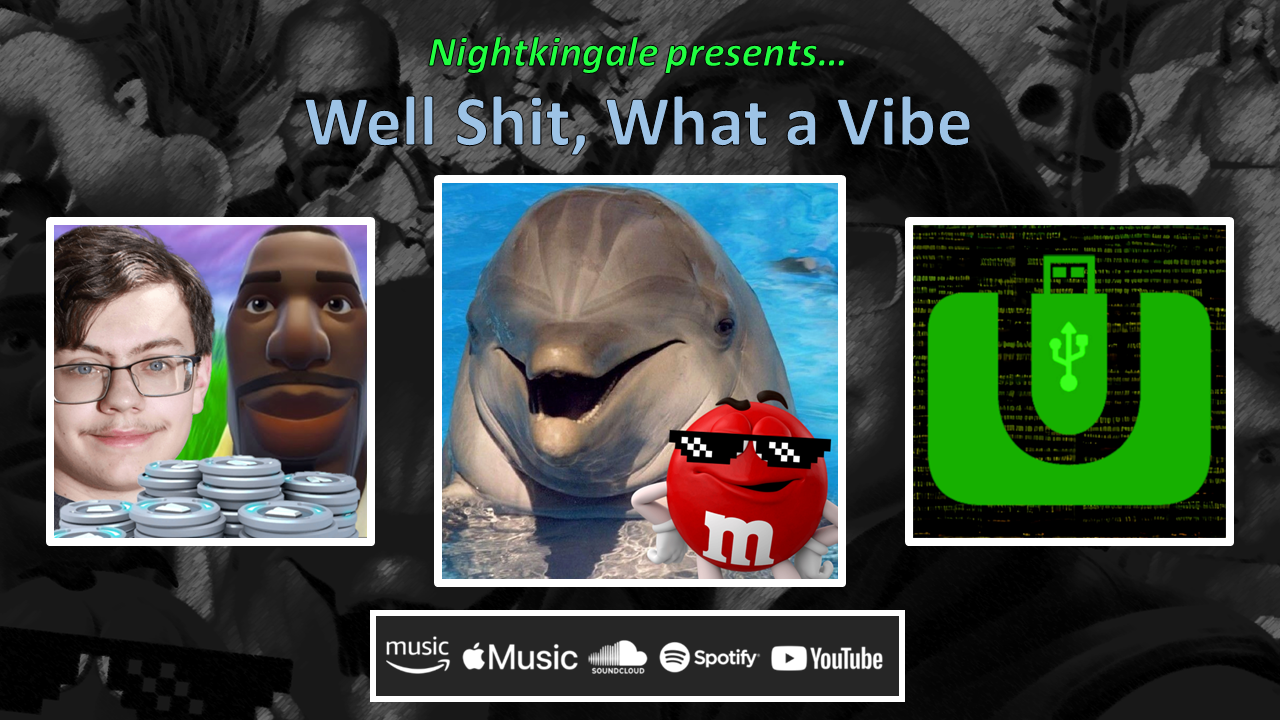 Nightkingale presents...
Well Shit, What a Vibe
m
music
Music
SOUNDCLOUD
Spotify
YouTube